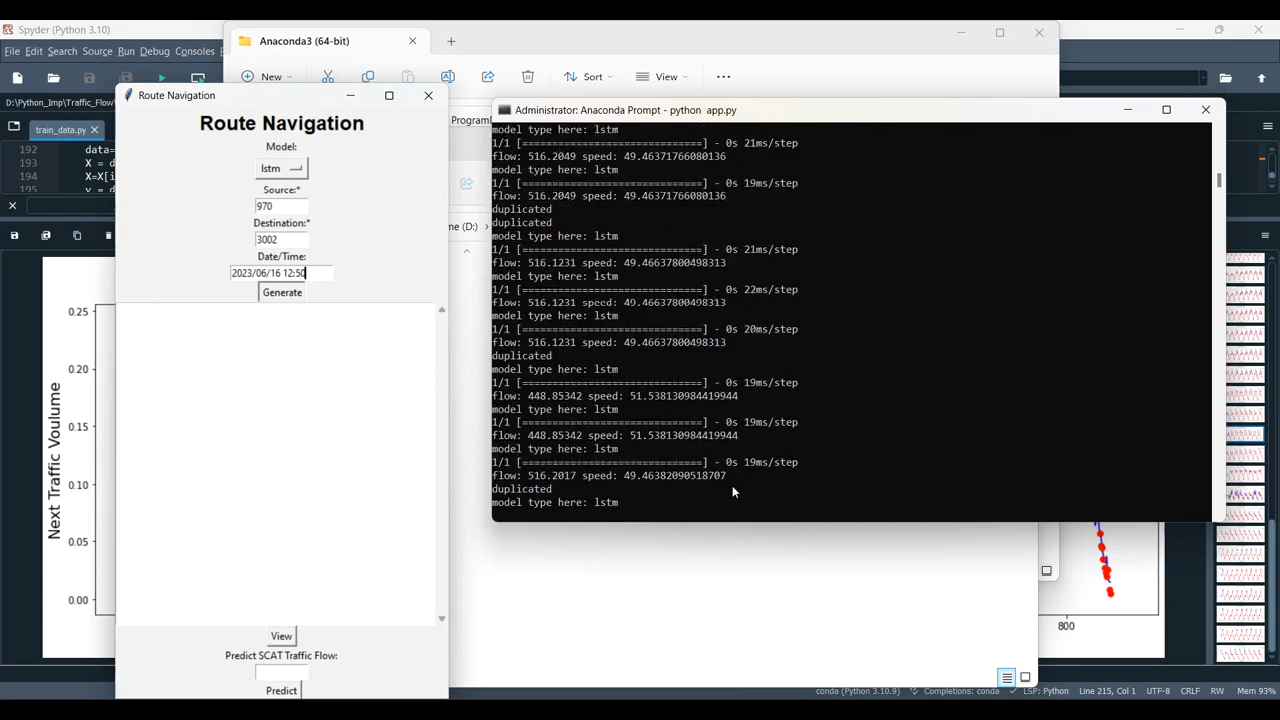 Spyder (Python 3.10)
File Edit Search Source Run Debug Consoles
Anaconda3 (64-bit)
New
Sort
View
D:\Python_Imp\Traffic_Flow
train_data.py
192 data=
193 X = d
194 X=X[i
195 y = d
Program
me (D:)
Route Navigation
Route Navigation
Model:
lstm
Source:*
970
Destination:*
3002
Date/Time:
2023/06/16 12:50
Generate
View
Predict SCAT Traffic Flow:
Predict
Administrator: Anaconda Prompt - python app.py
model type here: lstm
1/1 [==============================] - 0s 21ms/step
flow: 516.2049 speed: 49.46371766080136
model type here: lstm
1/1 [==============================] - 0s 19ms/step
flow: 516.2049 speed: 49.46371766080136
duplicated
duplicated
model type here: lstm
1/1 [==============================] - 0s 21ms/step
flow: 516.1231 speed: 49.46637800498313
model type here: lstm
1/1 [==============================] - 0s 22ms/step
flow: 516.1231 speed: 49.46637800498313
model type here: lstm
1/1 [==============================] - 0s 20ms/step
flow: 516.1231 speed: 49.46637800498313
duplicated
model type here: lstm
1/1 [==============================] - 0s 19ms/step
flow: 448.85342 speed: 51.538130984419944
model type here: lstm
1/1 [==============================] - 0s 19ms/step
flow: 448.85342 speed: 51.538130984419944
model type here: lstm
1/1 [==============================] - 0s 19ms/step
flow: 516.2017 speed: 49.46382090518707
duplicated
model type here: lstm
Next Traffic Voulume
0.25
0.20
0.15
0.10
0.05
0.00
800
conda (Python 3.10.9) Completions: conda LSP: Python Line 215, Col 1 UTF-8 CRLF RW Mem 93%